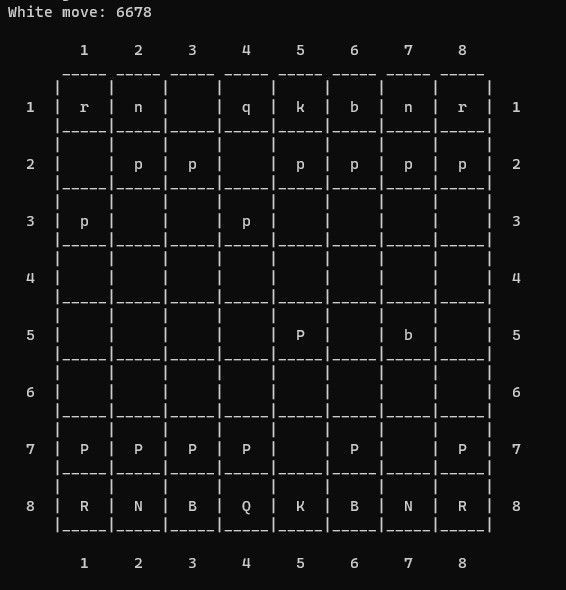 White move: 6678
1 2 3 4 5 6 7 8
1 r n q k b n r 1
2 p p p p p p 2
3 p p 3
4 4
5 P b 5
6 6
7 P P P P P P 7
8 R N B Q K B N R 8
1 2 3 4 5 6 7 8